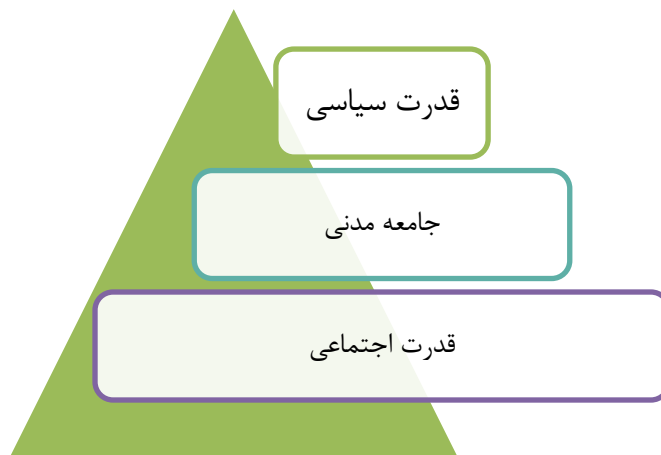 قدرت سیاسی
جامعه مدنی
قدرت اجتماعی